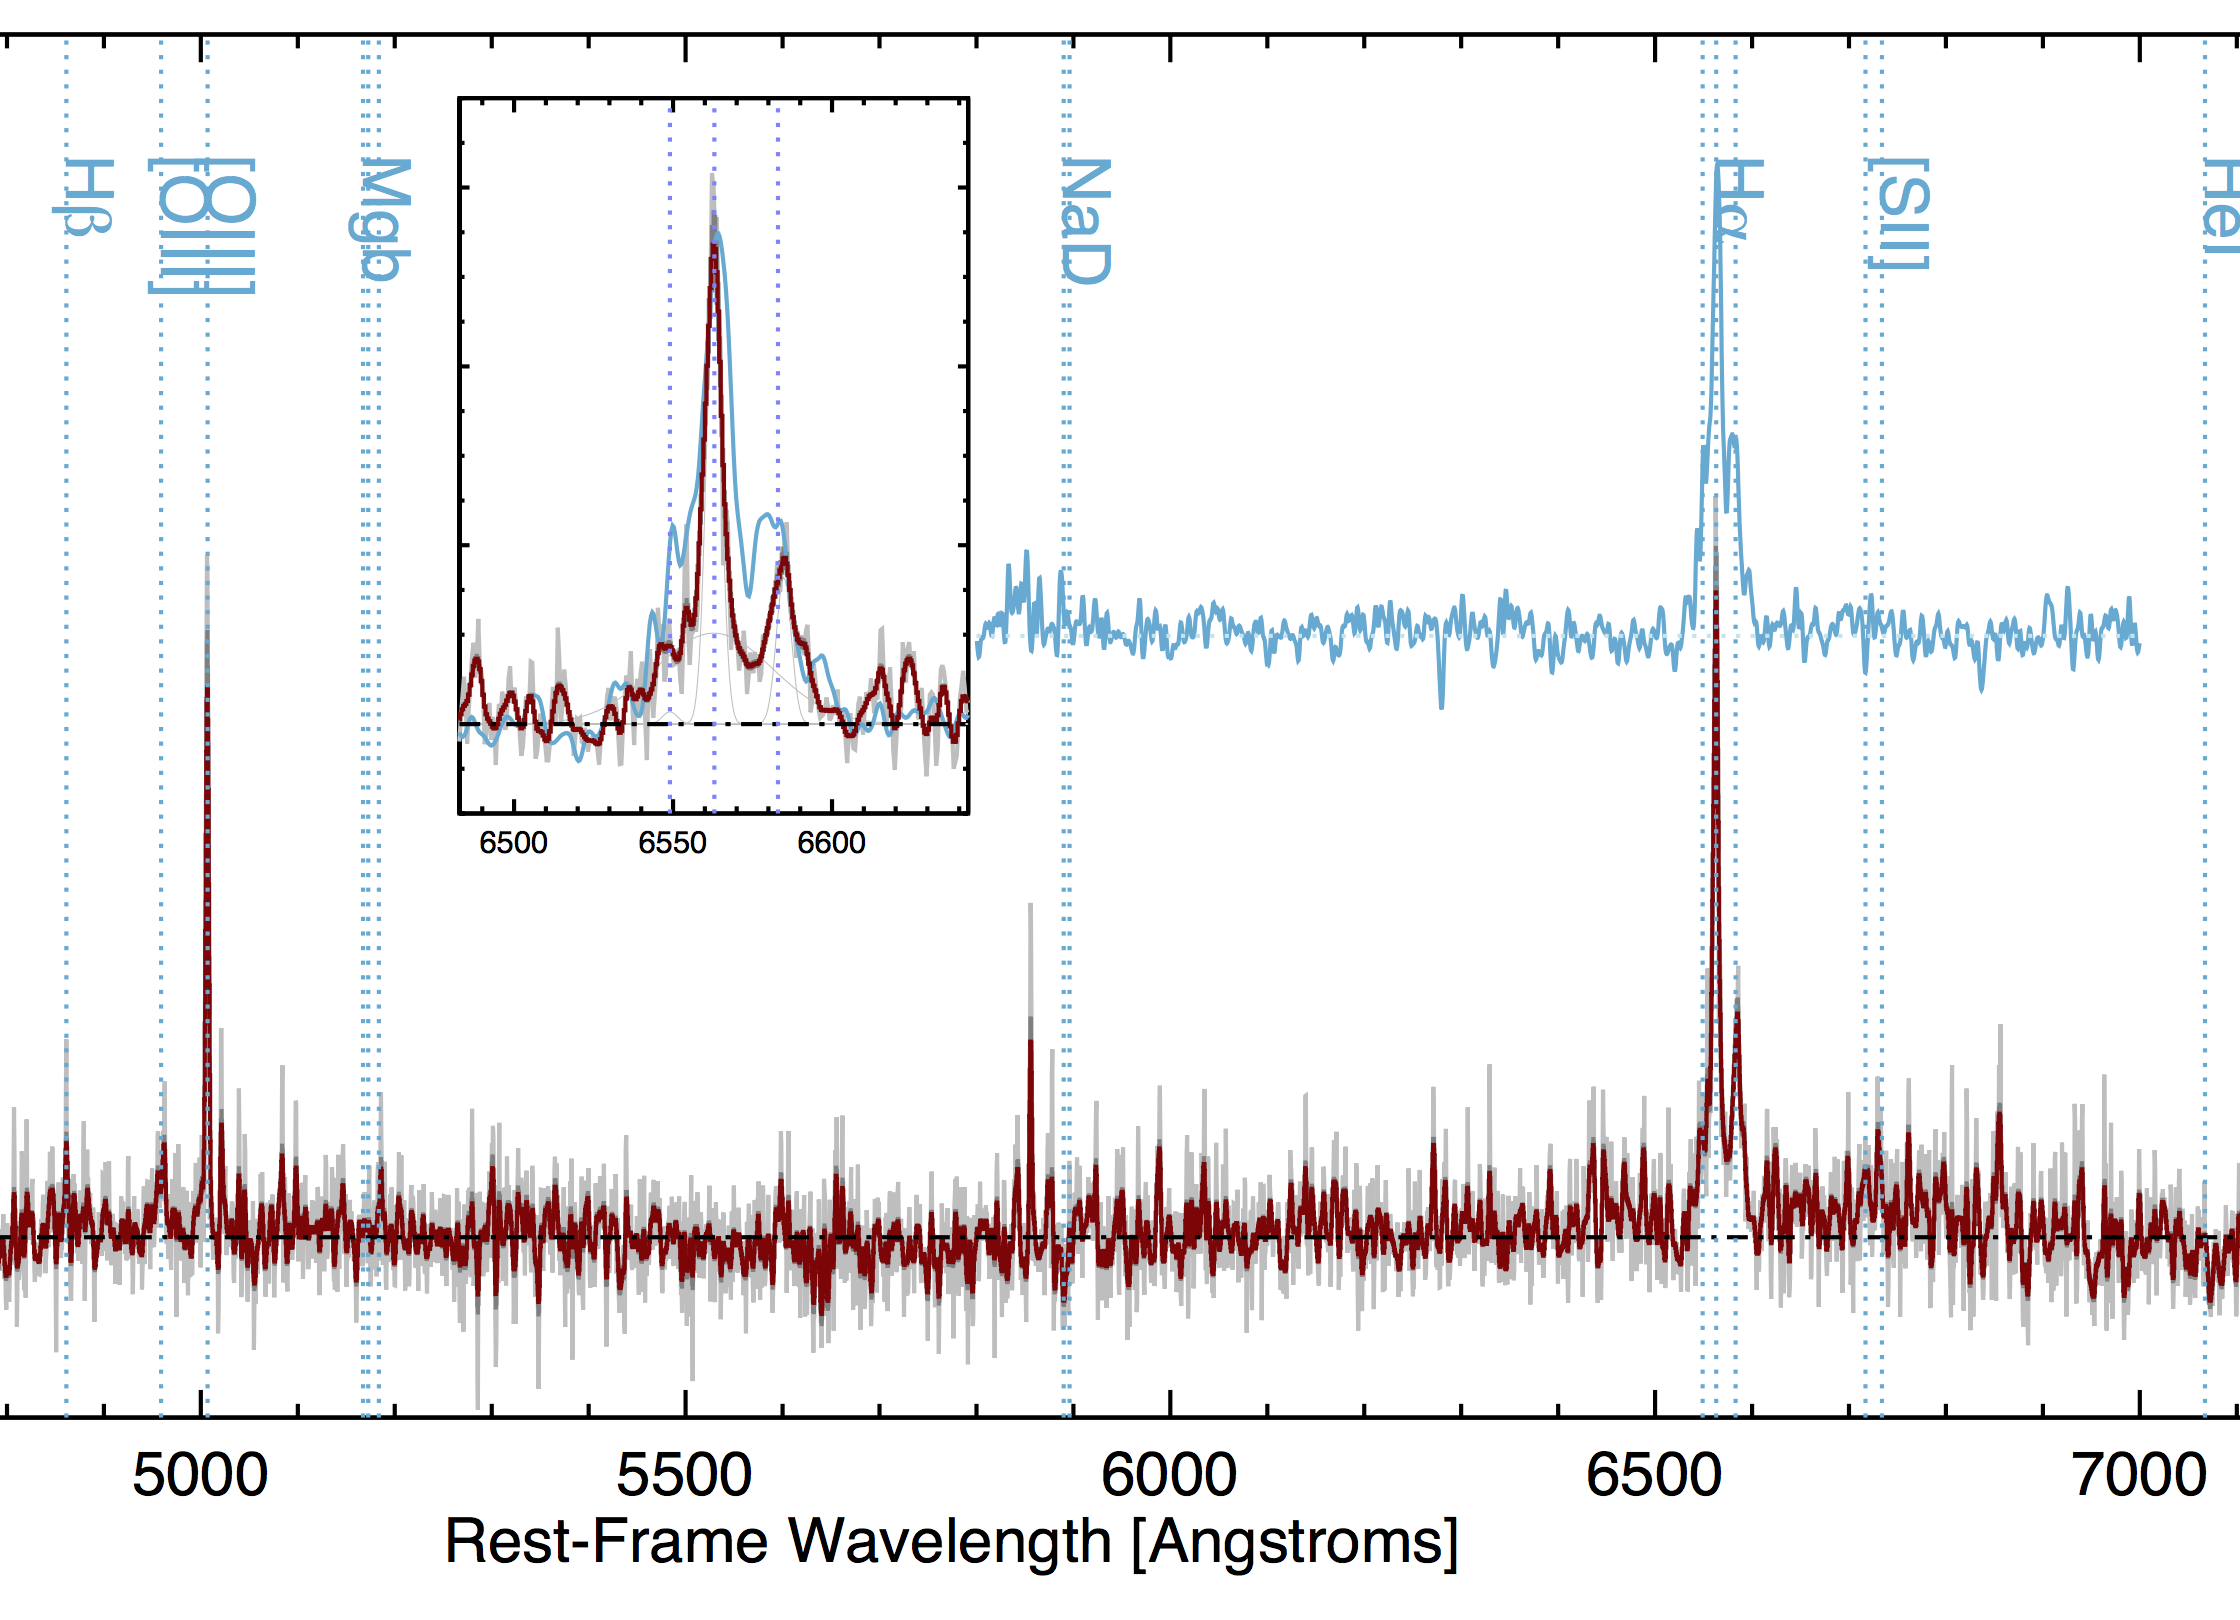 Hβ
[OIII]
[OIII]
Mgb
NaD
Hα
[SII]
HeI
6500 6550 6600
5000 5500 6000 6500 7000
Rest-Frame Wavelength [Angstroms]